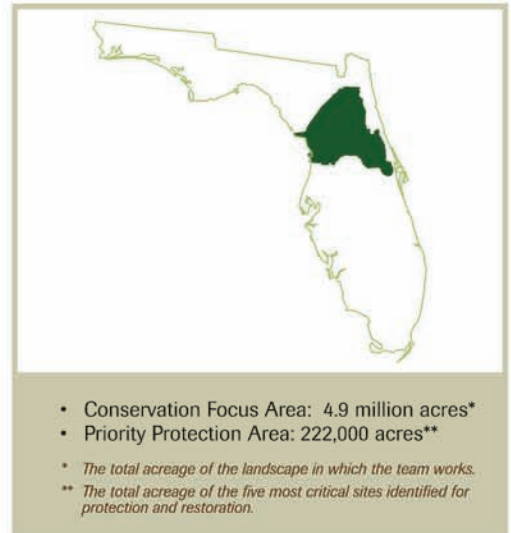 • Conservation Focus Area: 4.9 million acres*
• Priority Protection Area: 222,000 acres**
* The total acreage of the landscape in which the team works.
** The total acreage of the five most critical sites identified for
protection and restoration.